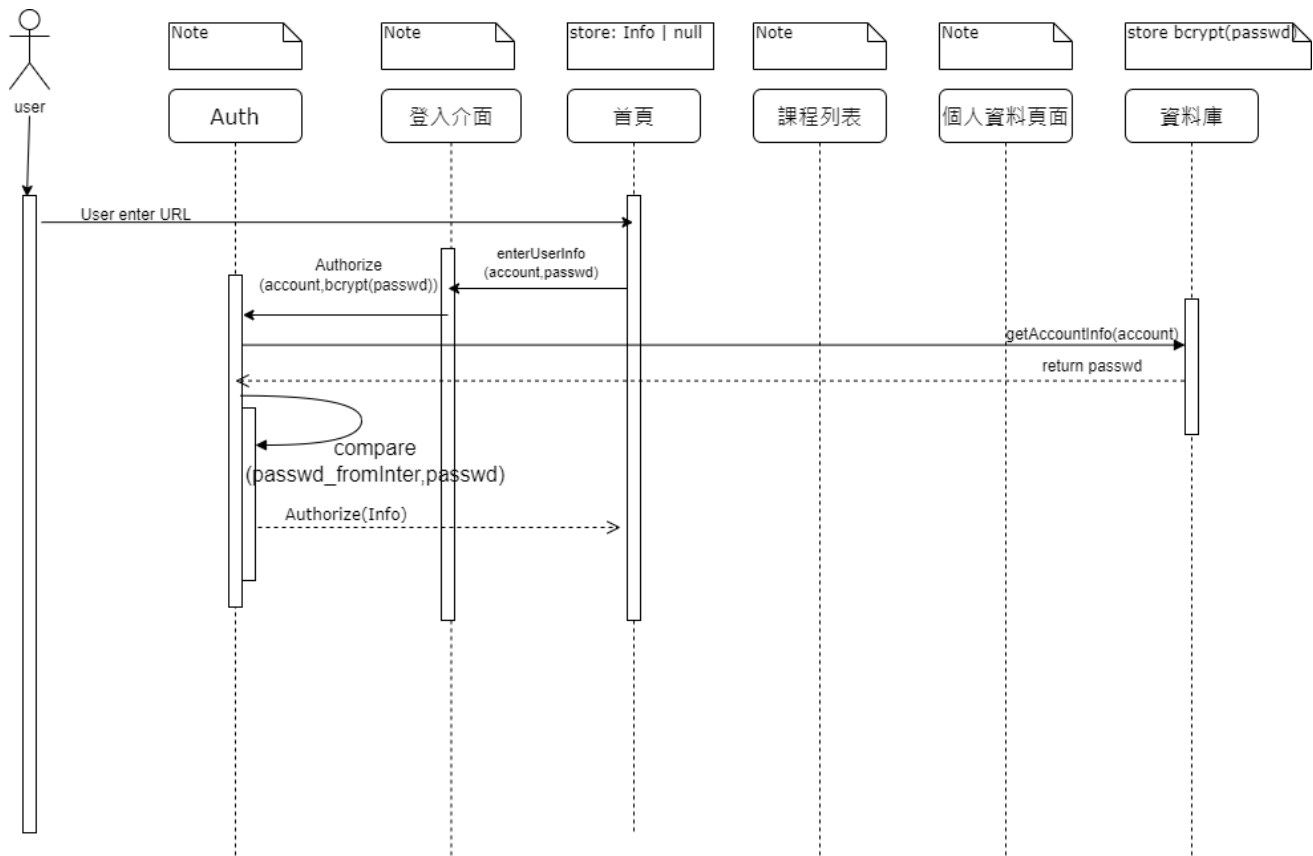 Note
Note
store: Info | null
Note
Note
store bcrypt(passwd)
user
Auth
登入介面
首頁
課程列表
個人資料頁面
資料庫
User enter URL
enterUserInfo
(account,passwd)
Authorize
(account,bcrypt(passwd))
getAccountInfo(account)
return passwd
compare
(passwd_fromInter,passwd)
Authorize(Info)